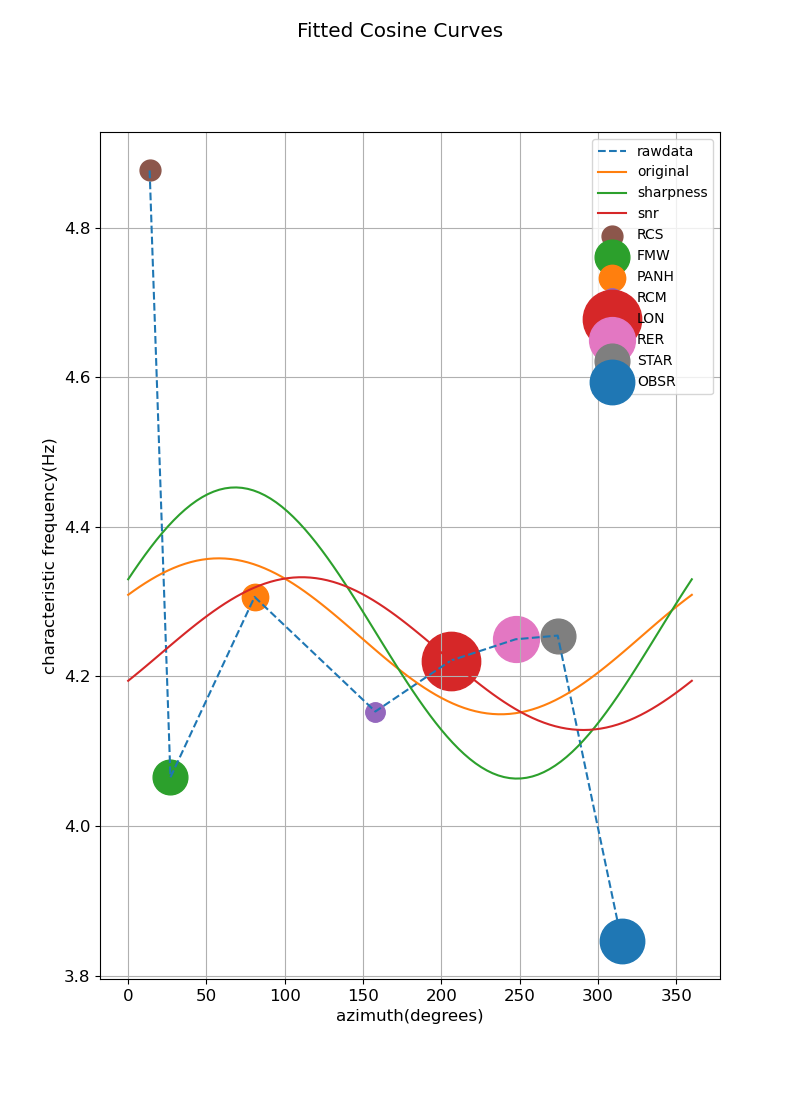 Fitted Cosine Curves
rawdata
original
sharpness
snr
RCS
FMW
PANH
RCM
LON
RER
STAR
OBSR
characteristic frequency(Hz)
4.8
4.6
4.4
4.2
4.0
3.8
0 50 100 150 200 250 300 350
azimuth(degrees)